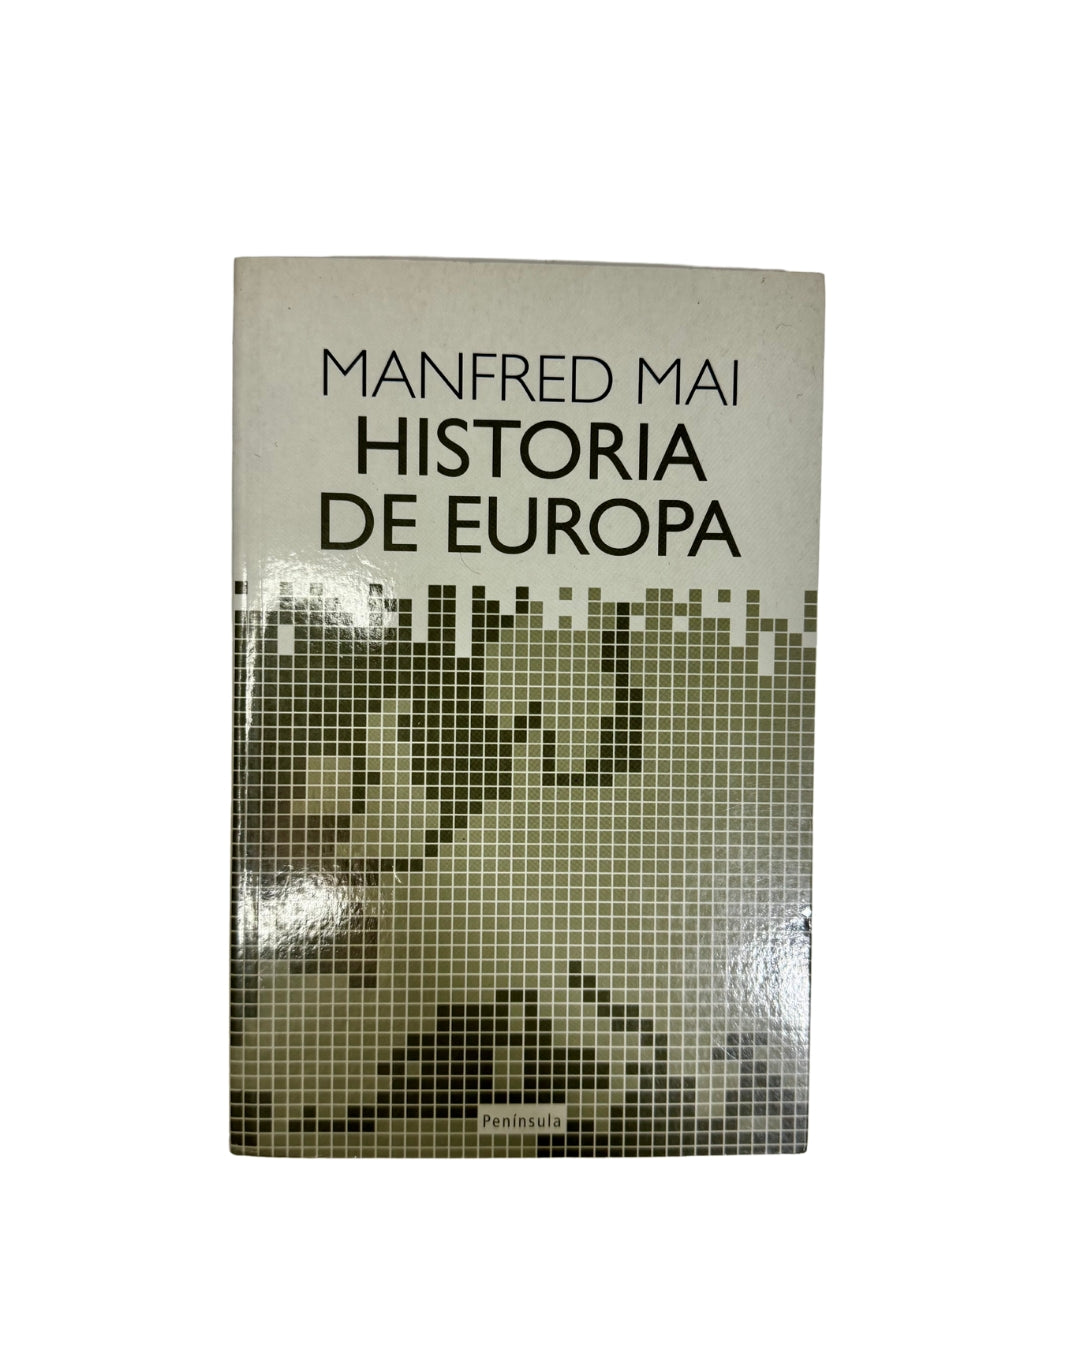 MANFRED MAI
HISTORIA
DE EUROPA
Península